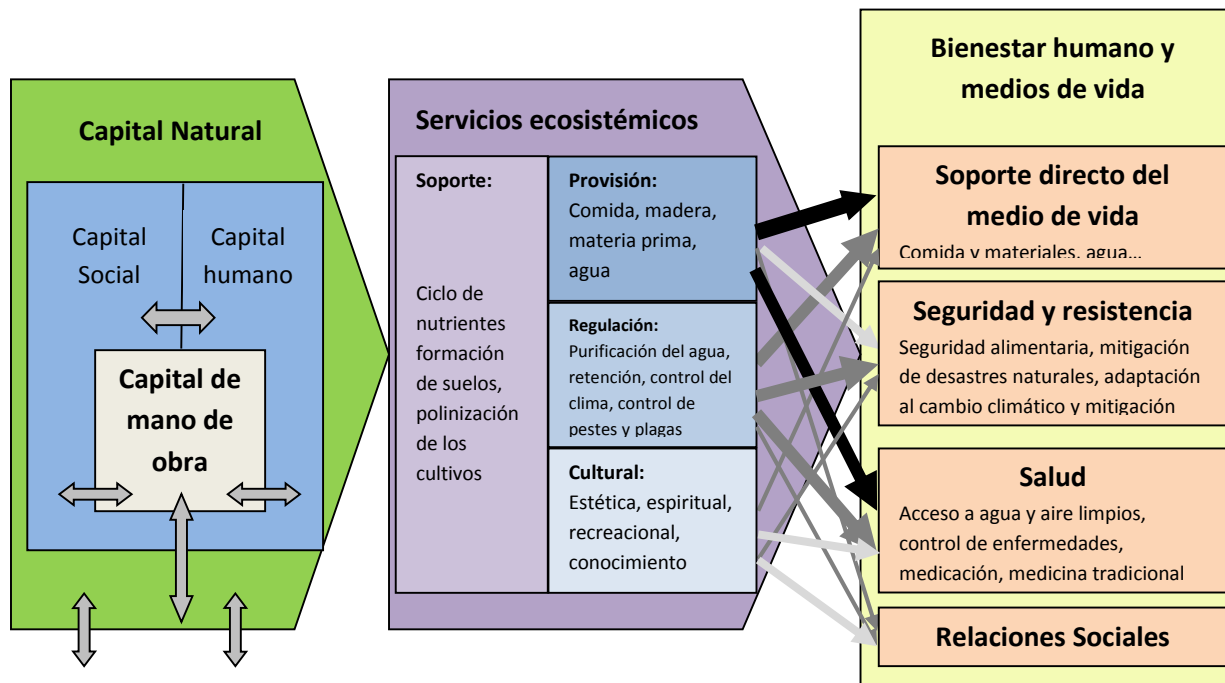 Capital Natural
Capital
Social
Capital
humano
Capital de
mano de
obra
Servicios ecosistémicos
Soporte:
Ciclo de
nutrientes
formación
de suelos,
polinización
de los
cultivos
Provisión:
Comida, madera,
materia prima,
agua
Regulación:
Purificación del agua,
retención, control del
clima, control de
pestes y plagas
Cultural:
Estética, espiritual,
recreacional,
conocimiento
Bienestar humano y
medios de vida
Soporte directo del
medio de vida
Comida y materiales, agua...
Seguridad y resistencia
Seguridad alimentaria, mitigación
de desastres naturales, adaptación
al cambio climático y mitigación
Salud
Acceso a agua y aire limpios,
control de enfermedades,
medicación, medicina tradicional
Relaciones Sociales